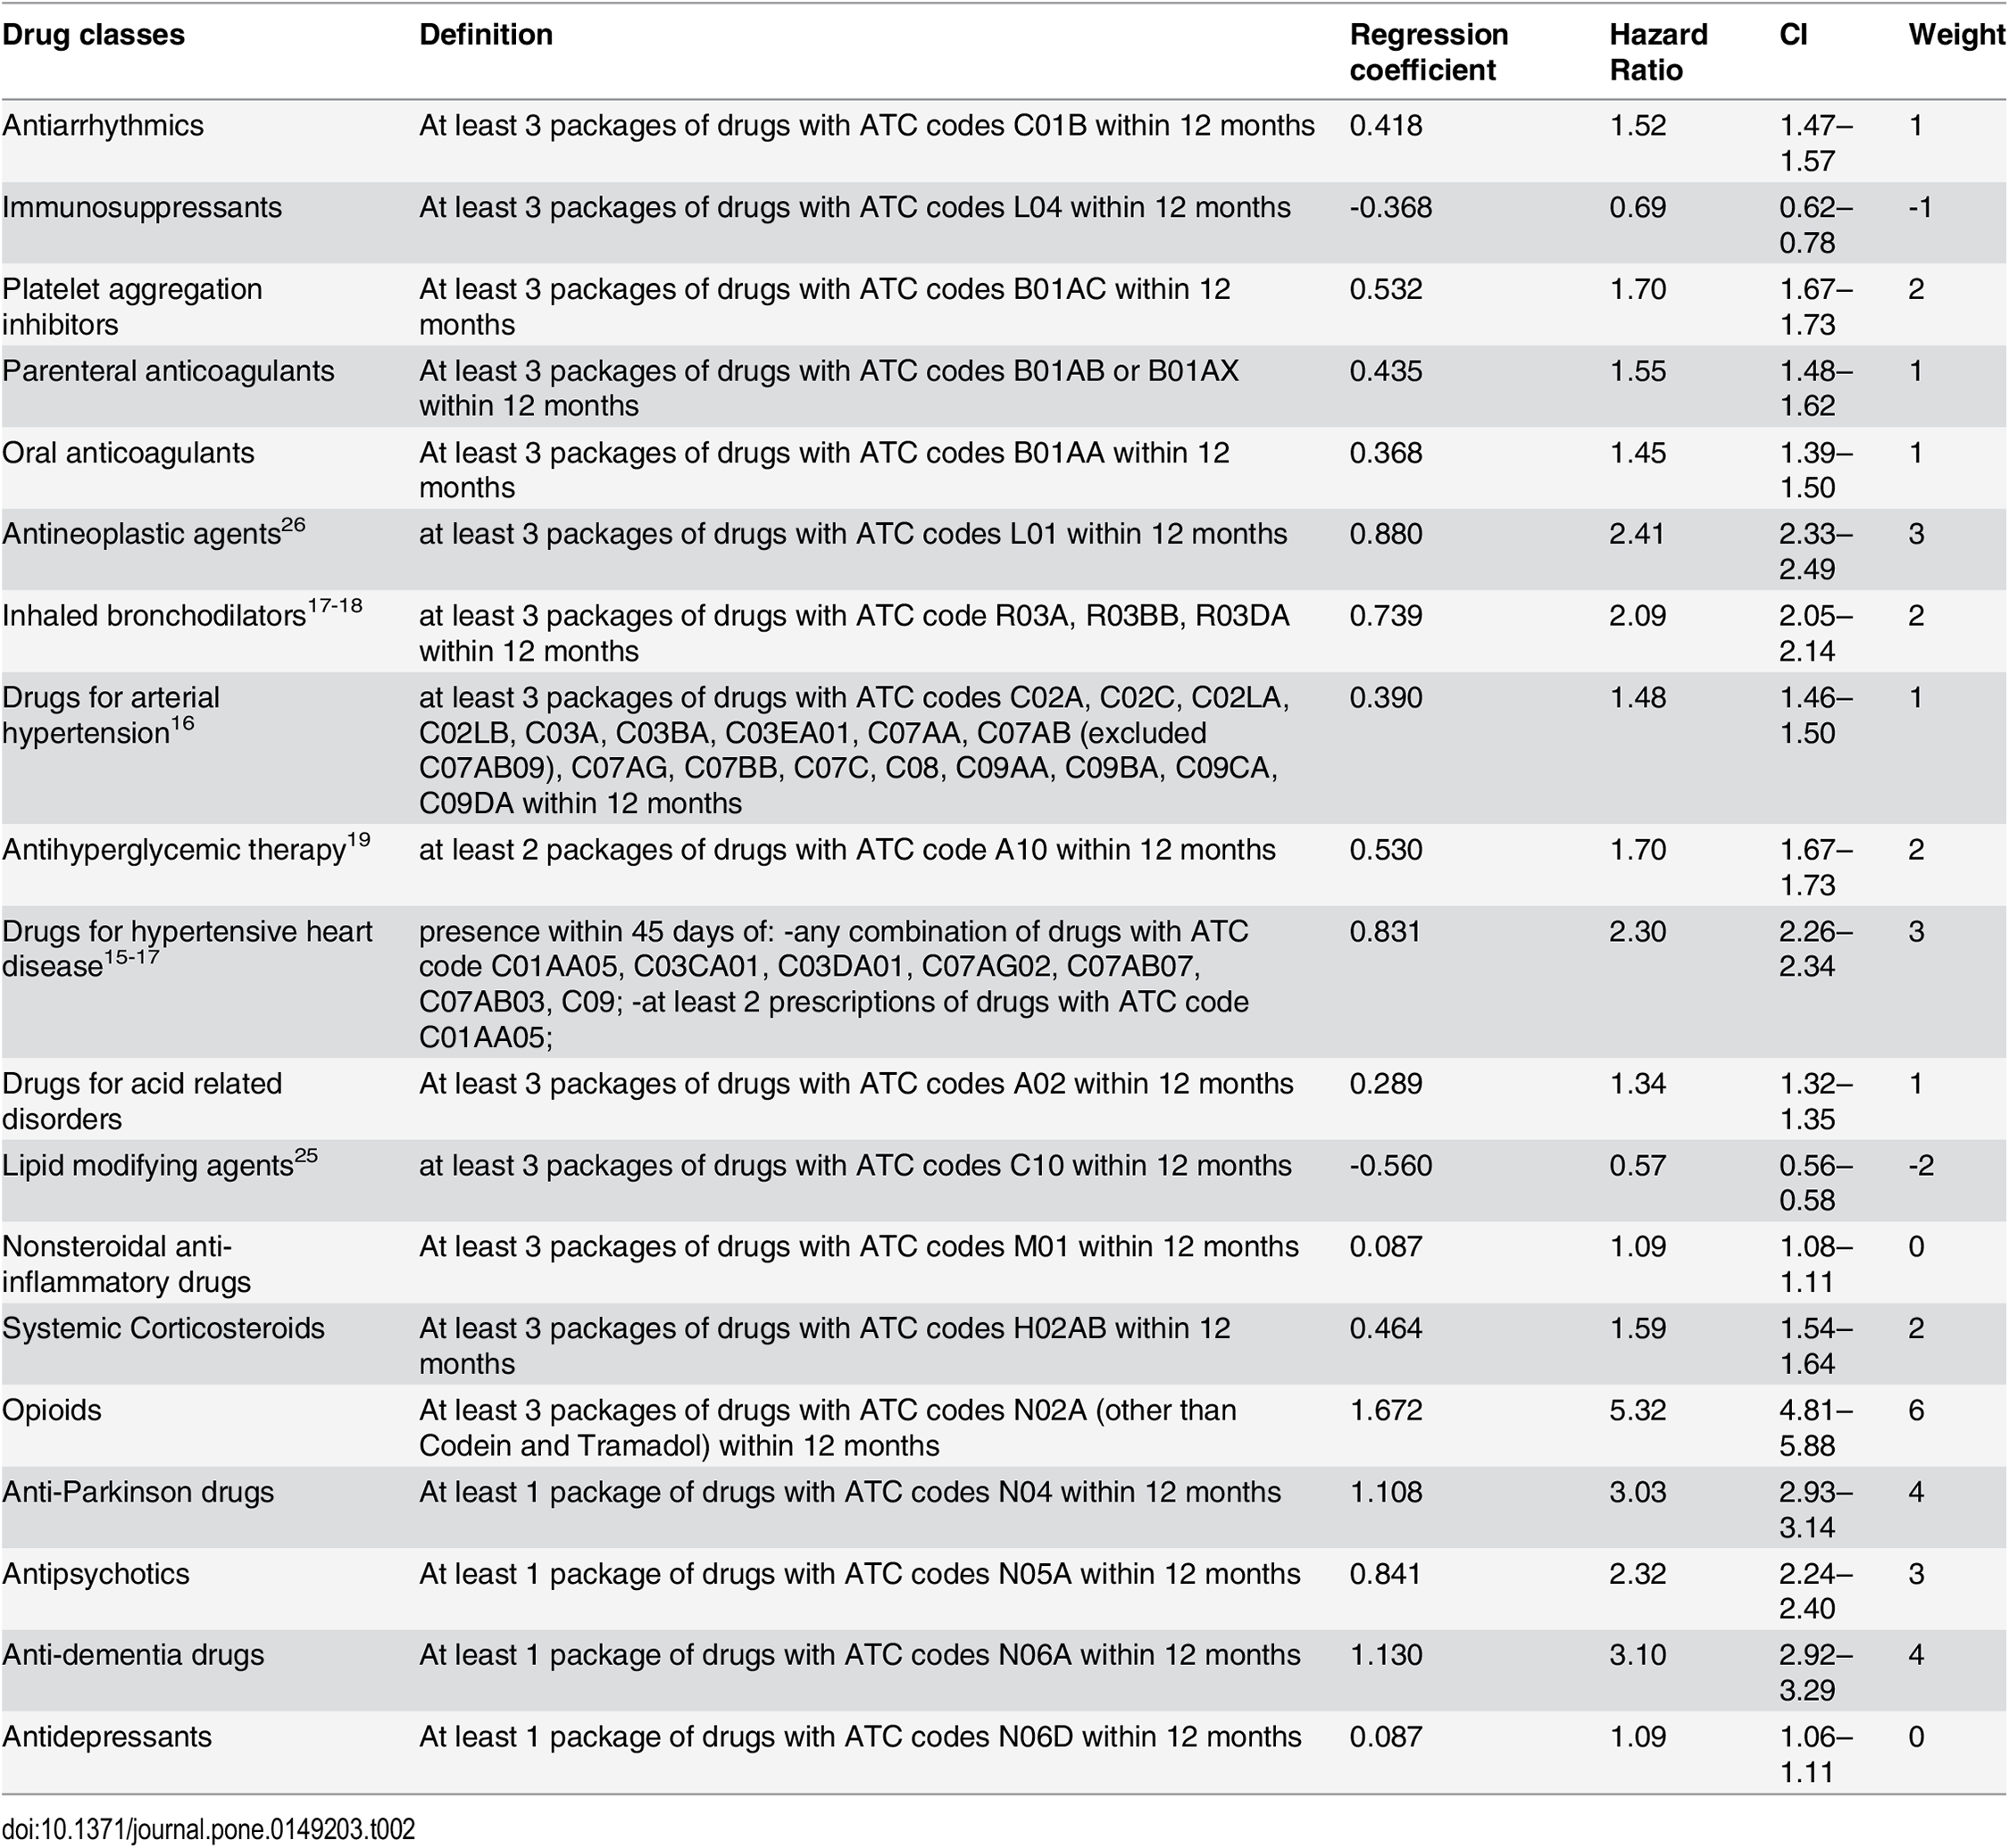 Drug classes Definition Regression coefficient Hazard Ratio CI Weight
Antiarrhythmics At least 3 packages of drugs with ATC codes C01B within 12 months 0.418 1.52 1.47–1.57 1
Immunosuppressants At least 3 packages of drugs with ATC codes L04 within 12 months -0.368 0.69 0.62–0.78 -1
Platelet aggregation inhibitors At least 3 packages of drugs with ATC codes B01AC within 12 months 0.532 1.70 1.67–1.73 2
Parenteral anticoagulants At least 3 packages of drugs with ATC codes B01AB or B01AX within 12 months 0.435 1.55 1.48–1.62 1
Oral anticoagulants At least 3 packages of drugs with ATC codes B01AA within 12 months 0.368 1.45 1.39–1.50 1
Antineoplastic agents26 at least 3 packages of drugs with ATC codes L01 within 12 months 0.880 2.41 2.33–2.49 3
Inhaled bronchodilators17-18 at least 3 packages of drugs with ATC code R03A, R03BB, R03DA within 12 months 0.739 2.09 2.05–2.14 2
Drugs for arterial hypertension16 at least 3 packages of drugs with ATC codes C02A, C02C, C02LA, C02LB, C03A, C03BA, C03EA01, C07AA, C07AB (excluded C07AB09), C07AG, C07BB, C07C, C08, C09AA, C09BA, C09CA, C09DA within 12 months 0.390 1.48 1.46–1.50 1
Antihyperglycemic therapy19 at least 2 packages of drugs with ATC code A10 within 12 months 0.530 1.70 1.67–1.73 2
Drugs for hypertensive heart disease15-17 presence within 45 days of: -any combination of drugs with ATC code C01AA05, C03CA01, C03DA01, C07AG02, C07AB07, C07AB03, C09; -at least 2 prescriptions of drugs with ATC code C01AA05; 0.831 2.30 2.26–2.34 3
Drugs for acid related disorders At least 3 packages of drugs with ATC codes A02 within 12 months 0.289 1.34 1.32–1.35 1
Lipid modifying agents25 at least 3 packages of drugs with ATC codes C10 within 12 months -0.560 0.57 0.56–0.58 -2
Nonsteroidal anti-inflammatory drugs At least 3 packages of drugs with ATC codes M01 within 12 months 0.087 1.09 1.08–1.11 0
Systemic Corticosteroids At least 3 packages of drugs with ATC codes H02AB within 12 months 0.464 1.59 1.54–1.64 2
Opioids At least 3 packages of drugs with ATC codes N02A (other than Codein and Tramadol) within 12 months 1.672 5.32 4.81–5.88 6
Anti-Parkinson drugs At least 1 package of drugs with ATC codes N04 within 12 months 1.108 3.03 2.93–3.14 4
Antipsychotics At least 1 package of drugs with ATC codes N05A within 12 months 0.841 2.32 2.24–2.40 3
Anti-dementia drugs At least 1 package of drugs with ATC codes N06A within 12 months 1.130 3.10 2.92–3.29 4
Antidepressants At least 1 package of drugs with ATC codes N06D within 12 months 0.087 1.09 1.06–1.11 0
doi:10.1371/journal.pone.0149203.t002